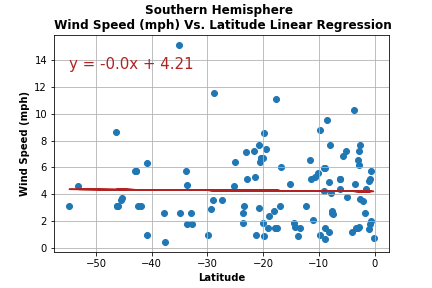 Southern Hemisphere
Wind Speed (mph) Vs. Latitude Linear Regression
y = -0.0x + 4.21
14
12
10
8
6
4
2
0
Wind Speed (mph)
−50 −40 −30 −20 −10 0
Latitude